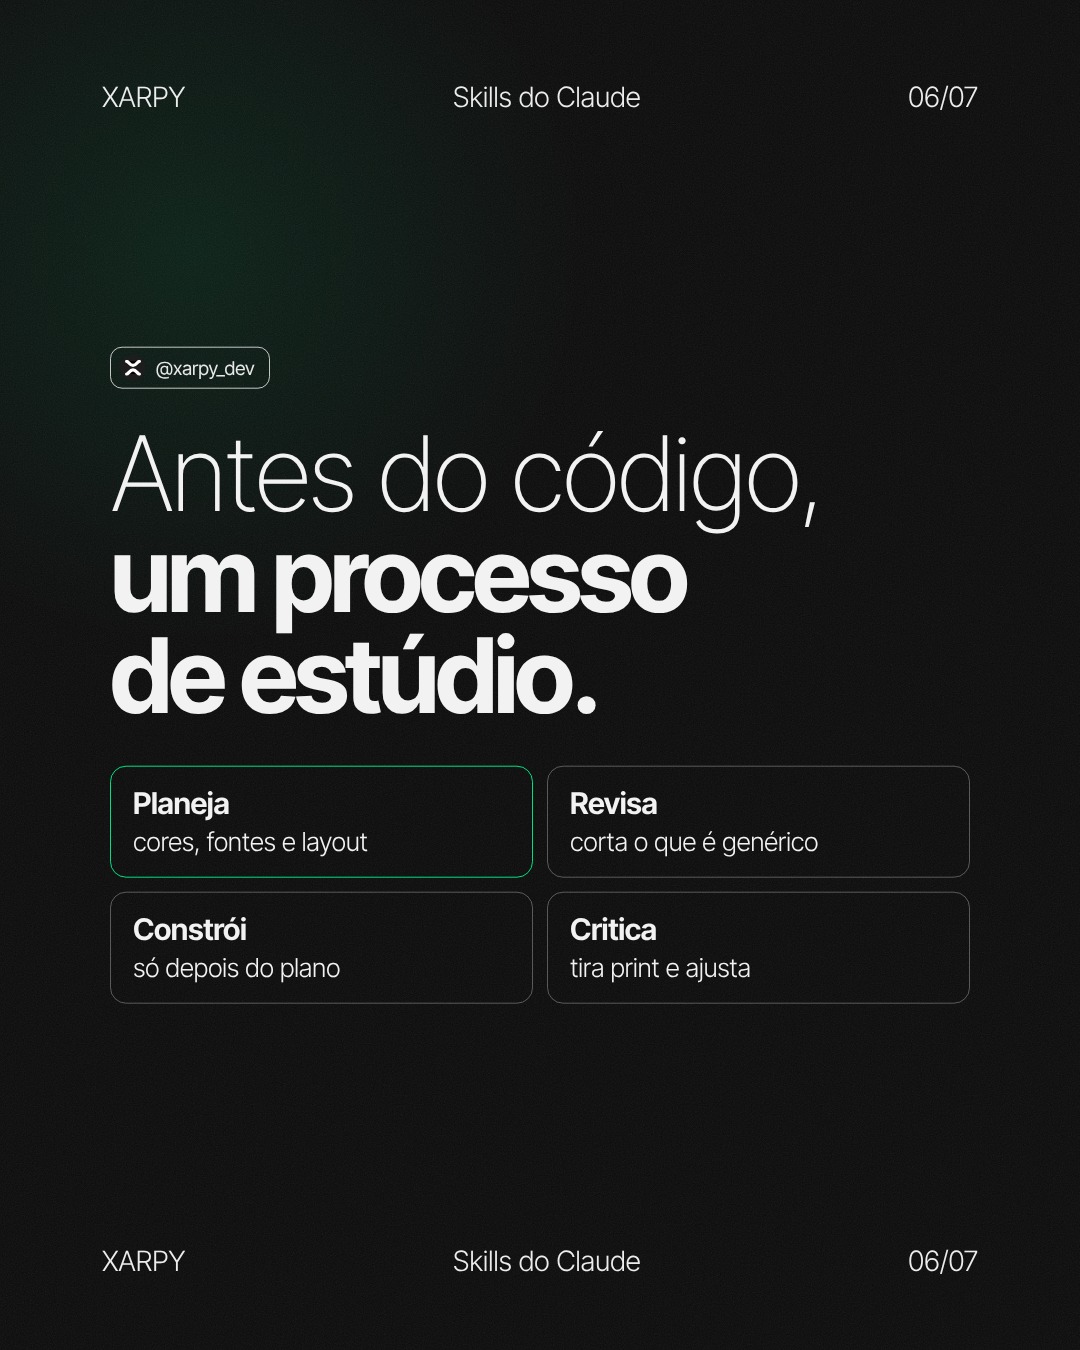 XARPY Skills do Claude 06/07
@xarpy_dev
Antes do código,
um processo
de estúdio.
Planeja
cores, fontes e layout
Revisa
corta o que é genérico
Constrói
só depois do plano
Critica
tira print e ajusta
XARPY Skills do Claude 06/07